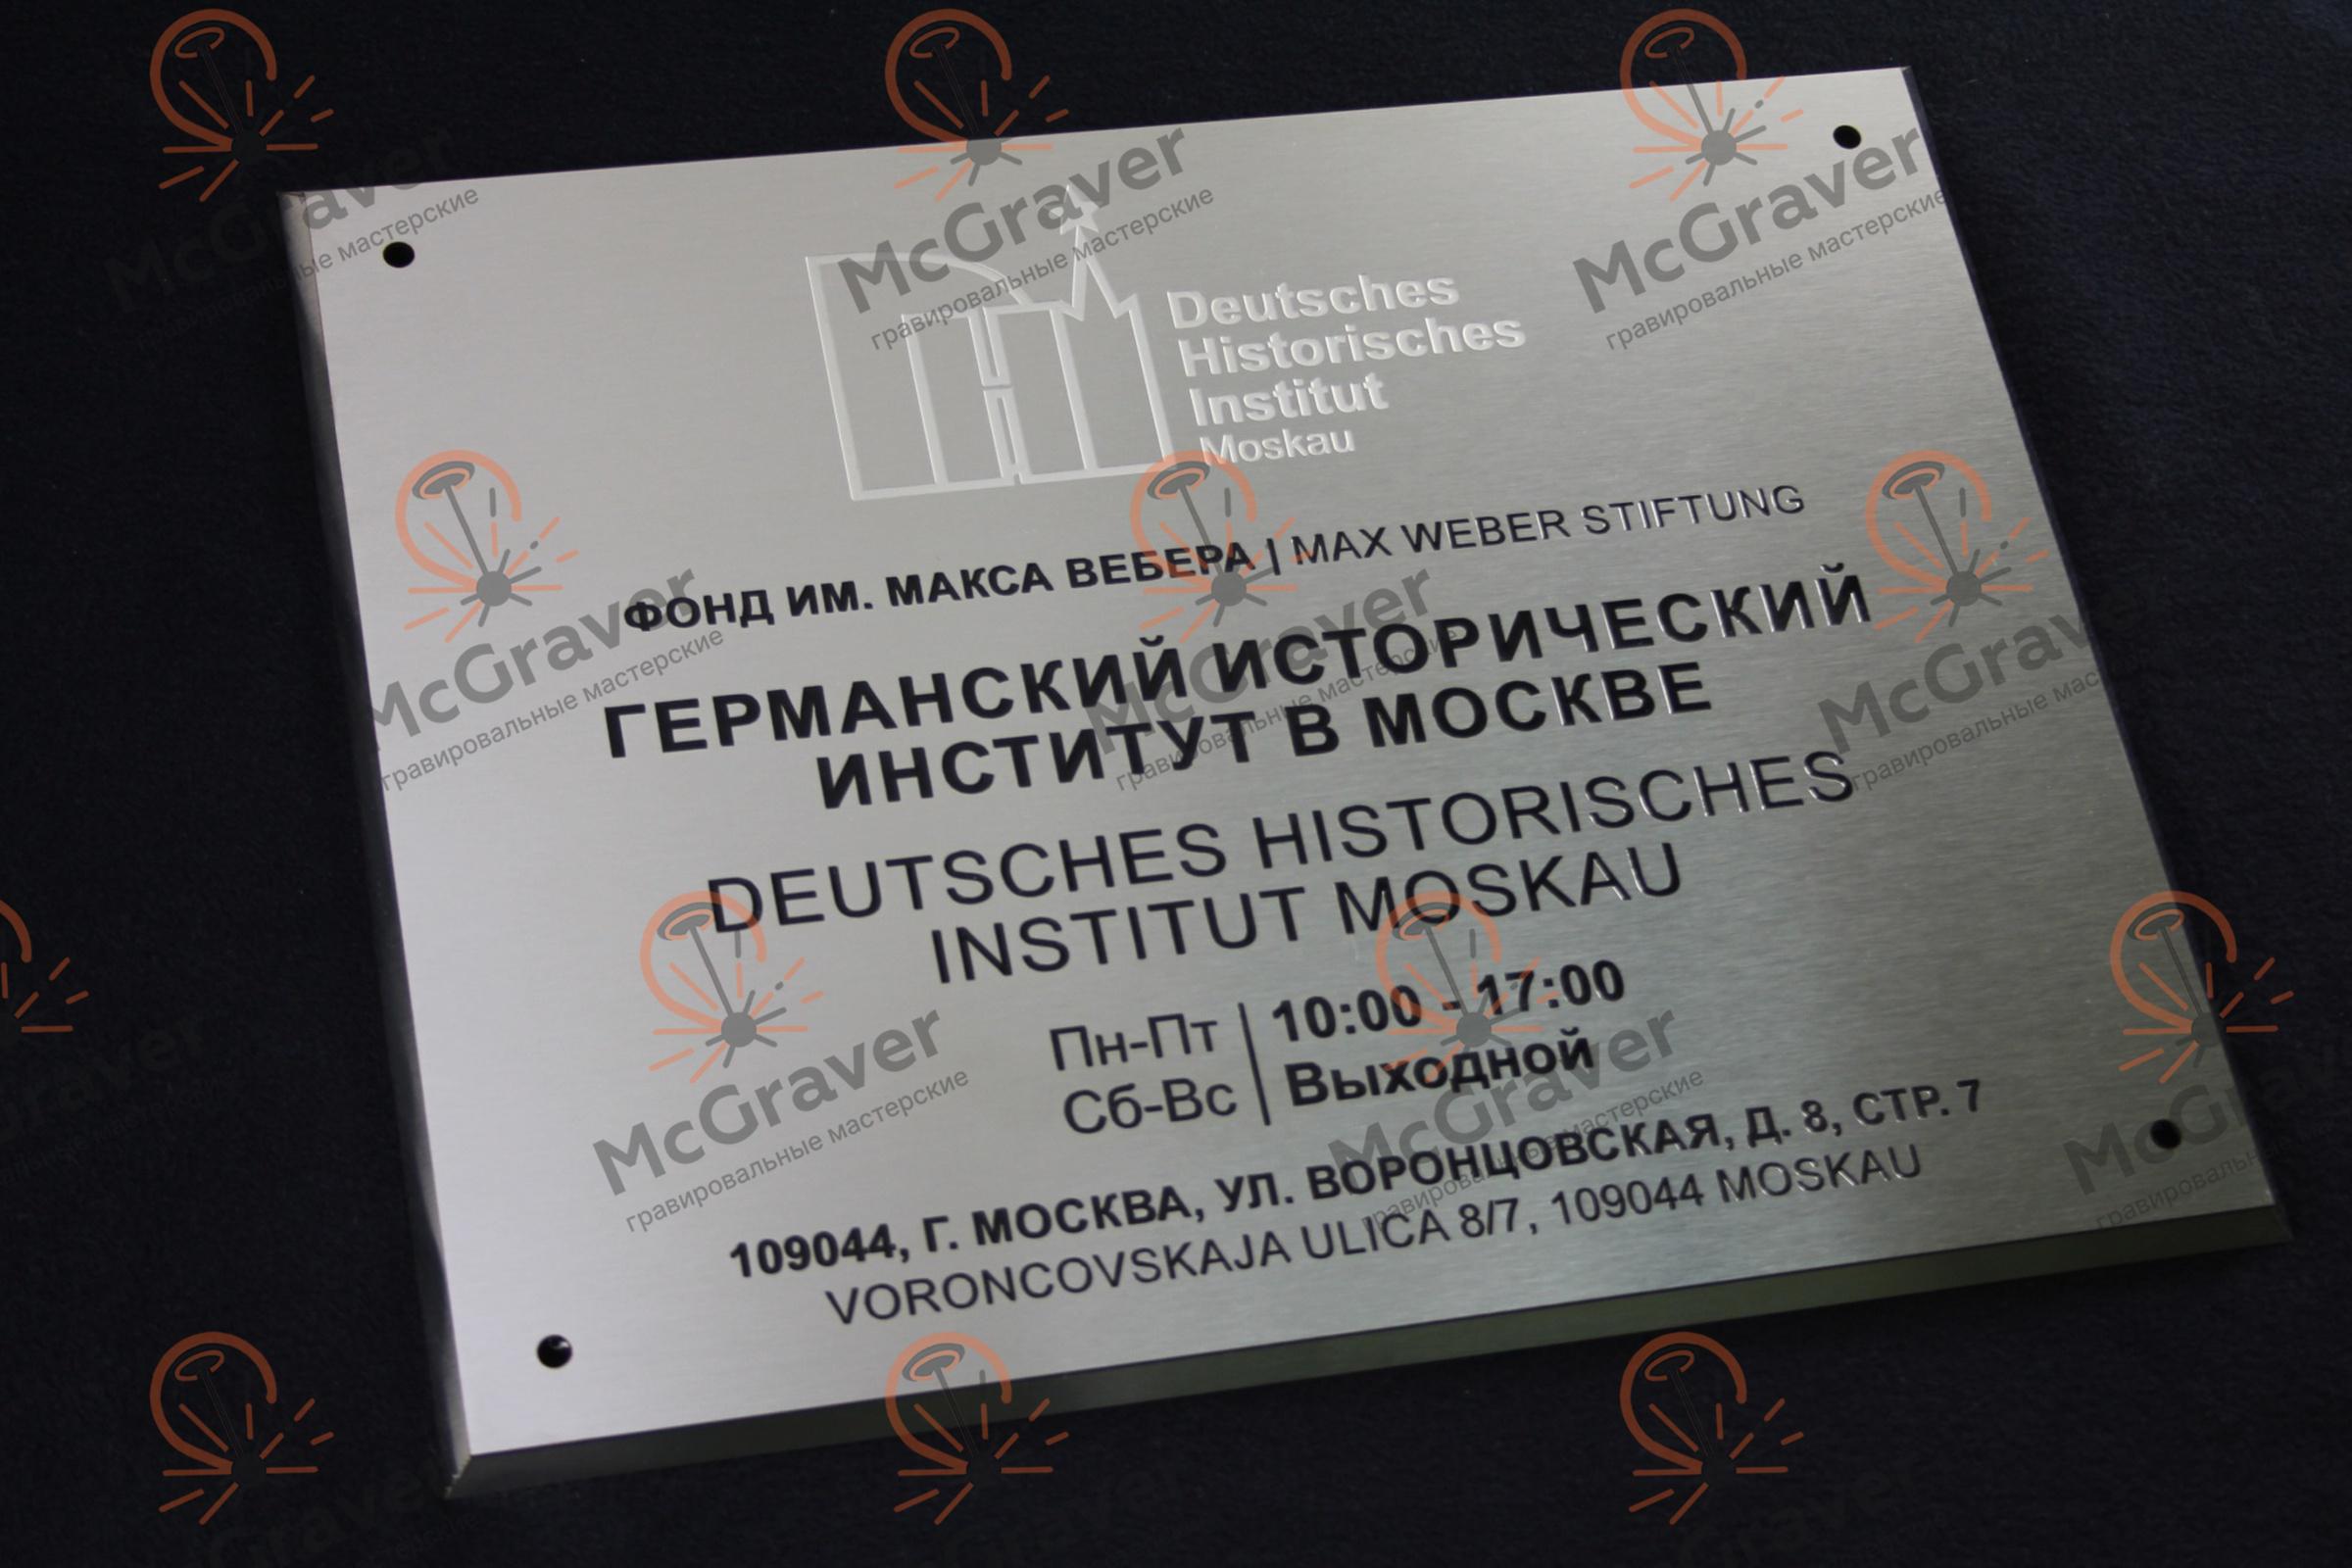 Deutsches
Historisches
Institut
Moskau
ФОНД ИМ. МАКСА ВЕБЕРА | MAX WEBER STIFTUNG
ГЕРМАНСКИЙ ИСТОРИЧЕСКИЙ
ИНСТИТУТ В МОСКВЕ
DEUTSCHES HISTORISCHES
INSTITUT MOSKAU
Пн-Пт | 10:00 - 17:00
Сб-Вс | Выходной
109044, Г. МОСКВА, УЛ. ВОРОНЦОВСКАЯ, Д. 8, СТР. 7
VORONCOVSKAJA ULICA 8/7, 109044 MOSKAU
McGraver
гравировальные мастерские